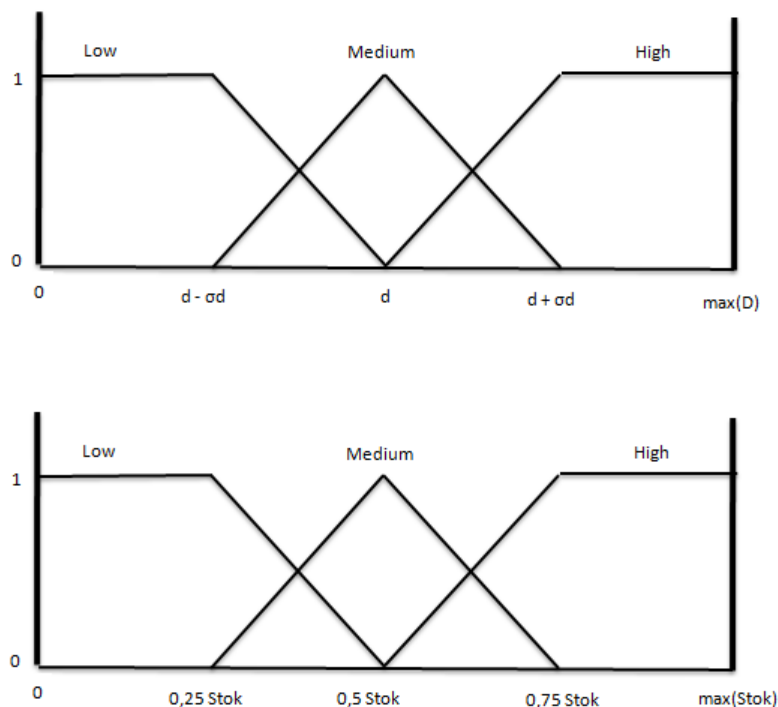 Low Medium High
1
0
0 d - σd d d + σd max(D)
Low Medium High
1
0
0 0,25 Stok 0,5 Stok 0,75 Stok max(Stok)